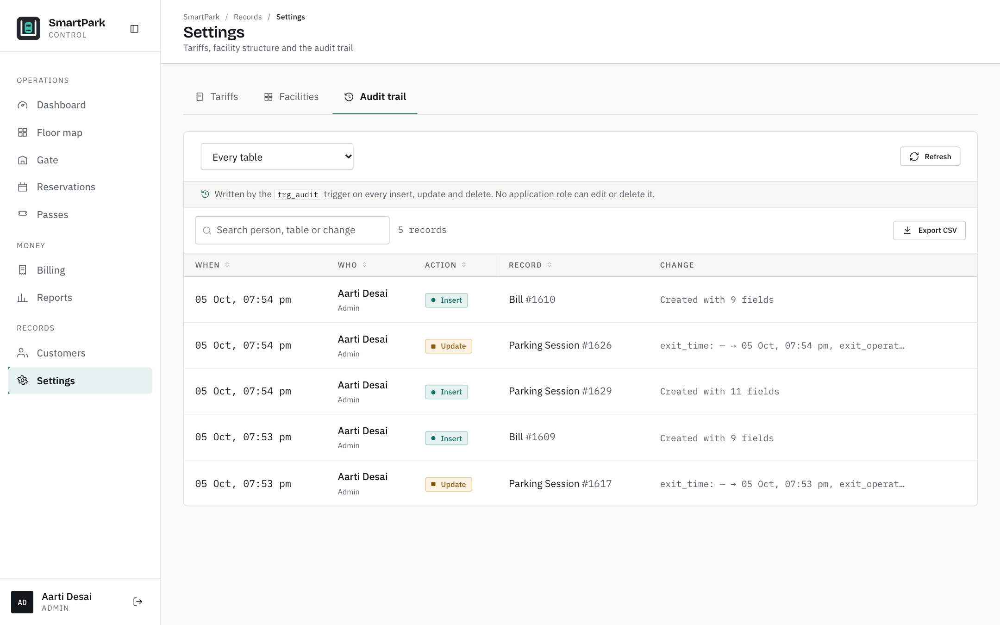 SmartPark
CONTROL
OPERATIONS
Dashboard
Floor map
Gate
Reservations
Passes
MONEY
Billing
Reports
RECORDS
Customers
Settings
AD
Aarti Desai
ADMIN
SmartPark / Records / Settings
Settings
Tariffs, facility structure and the audit trail
Tariffs Facilities Audit trail
Every table Refresh
Written by the trg_audit trigger on every insert, update and delete. No application role can edit or delete it.
Search person, table or change 5 records Export CSV
WHEN WHO ACTION RECORD CHANGE
05 Oct, 07:54 pm Aarti Desai Insert Bill #1610 Created with 9 fields
Admin
05 Oct, 07:54 pm Aarti Desai Update Parking Session #1626 exit_time: — → 05 Oct, 07:54 pm, exit_operat…
Admin
05 Oct, 07:54 pm Aarti Desai Insert Parking Session #1629 Created with 11 fields
Admin
05 Oct, 07:53 pm Aarti Desai Insert Bill #1609 Created with 9 fields
Admin
05 Oct, 07:53 pm Aarti Desai Update Parking Session #1617 exit_time: — → 05 Oct, 07:53 pm, exit_operat…
Admin